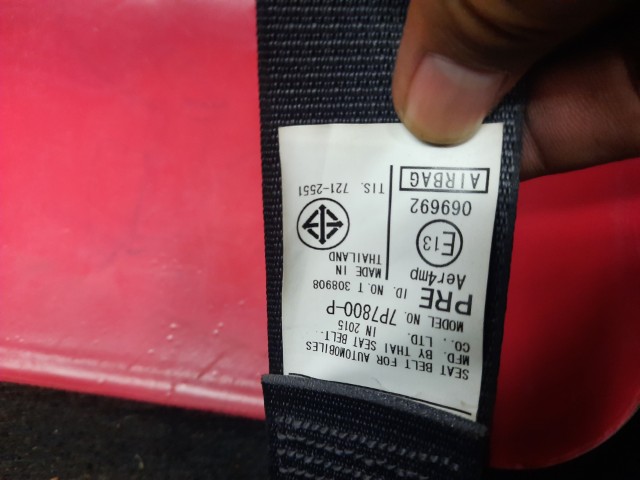 SEAT BELT FOR AUTOMOBILES
MFD. BY THAI SEAT BELT.
CO., LTD. IN 2015
MODEL NO. 7P7800-P
PRE ID. NO. T 308908
Aer4mp
MADE IN
THAILAND
E13
069692
TIS. 721-2551
AIRBAG